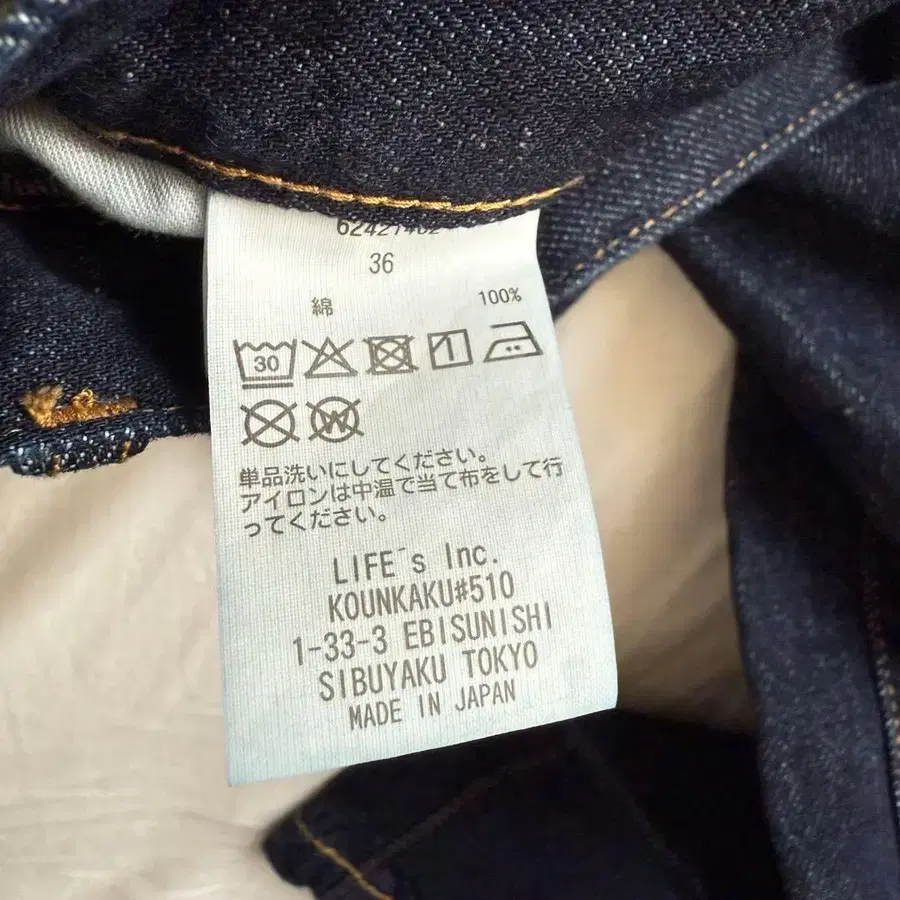 36
綿 100%
30
W
単品洗いにしてください。
アイロンは中温で当て布をして行
ってください。
LIFE´s Inc.
KOUNKAKU#510
1-33-3 EBISUNISHI
SIBUYAKU TOKYO
MADE IN JAPAN